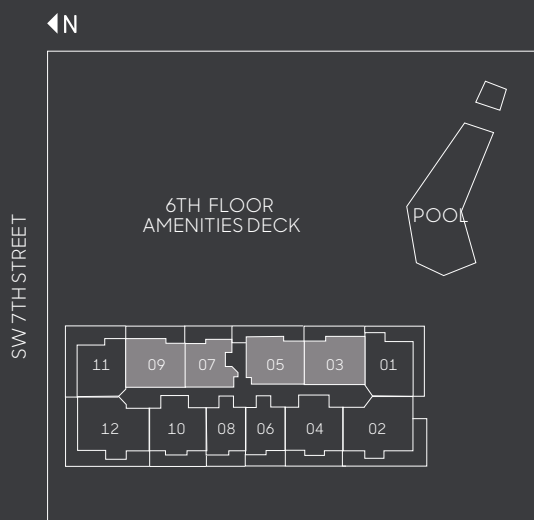 N
6TH FLOOR
AMENITIES DECK
POOL
SW 7TH STREET
11
09
07
05
03
01
12
10
08
06
04
02